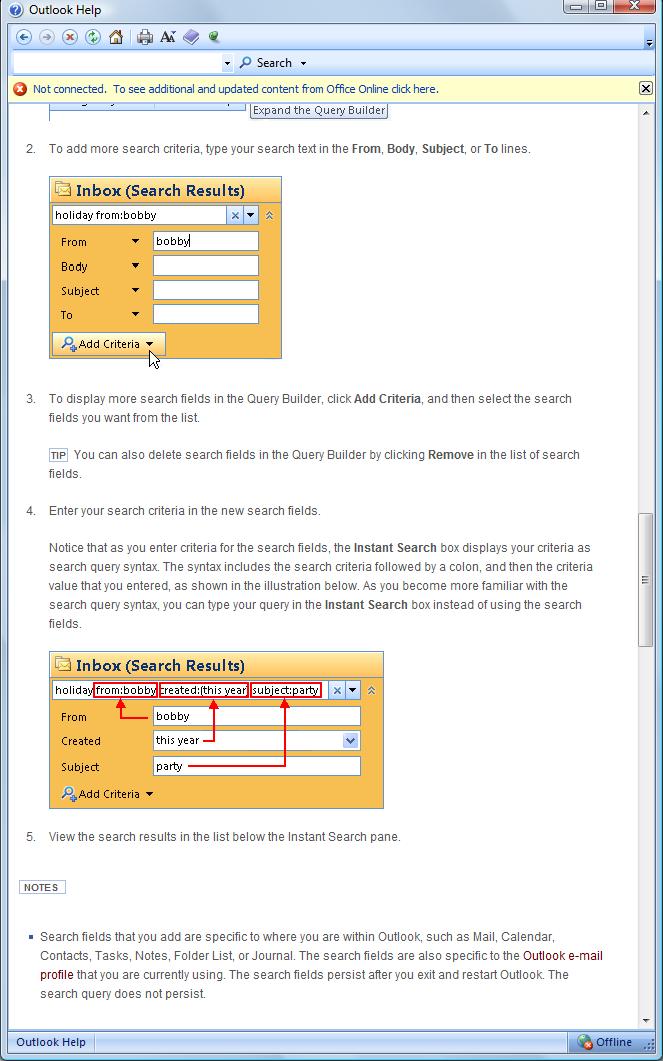 Outlook Help
Search
Not connected. To see additional and updated content from Office Online click here.
Expand the Query Builder
2. To add more search criteria, type your search text in the From, Body, Subject, or To lines.
Inbox (Search Results)
holiday from:bobby
From bobby
Body
Subject
To
Add Criteria
3. To display more search fields in the Query Builder, click Add Criteria, and then select the search
fields you want from the list.
TIP You can also delete search fields in the Query Builder by clicking Remove in the list of search
fields.
4. Enter your search criteria in the new search fields.
Notice that as you enter criteria for the search fields, the Instant Search box displays your criteria as
search query syntax. The syntax includes the search criteria followed by a colon, and then the criteria
value that you entered, as shown in the illustration below. As you become more familiar with the
search query syntax, you can type your query in the Instant Search box instead of using the search
fields.
Inbox (Search Results)
holiday from:bobby created:(this year) subject:party
From bobby
Created this year
Subject party
Add Criteria
5. View the search results in the list below the Instant Search pane.
NOTES
▪ Search fields that you add are specific to where you are within Outlook, such as Mail, Calendar,
Contacts, Tasks, Notes, Folder List, or Journal. The search fields are also specific to the Outlook e-mail
profile that you are currently using. The search fields persist after you exit and restart Outlook. The
search query does not persist.
Outlook Help
Offline